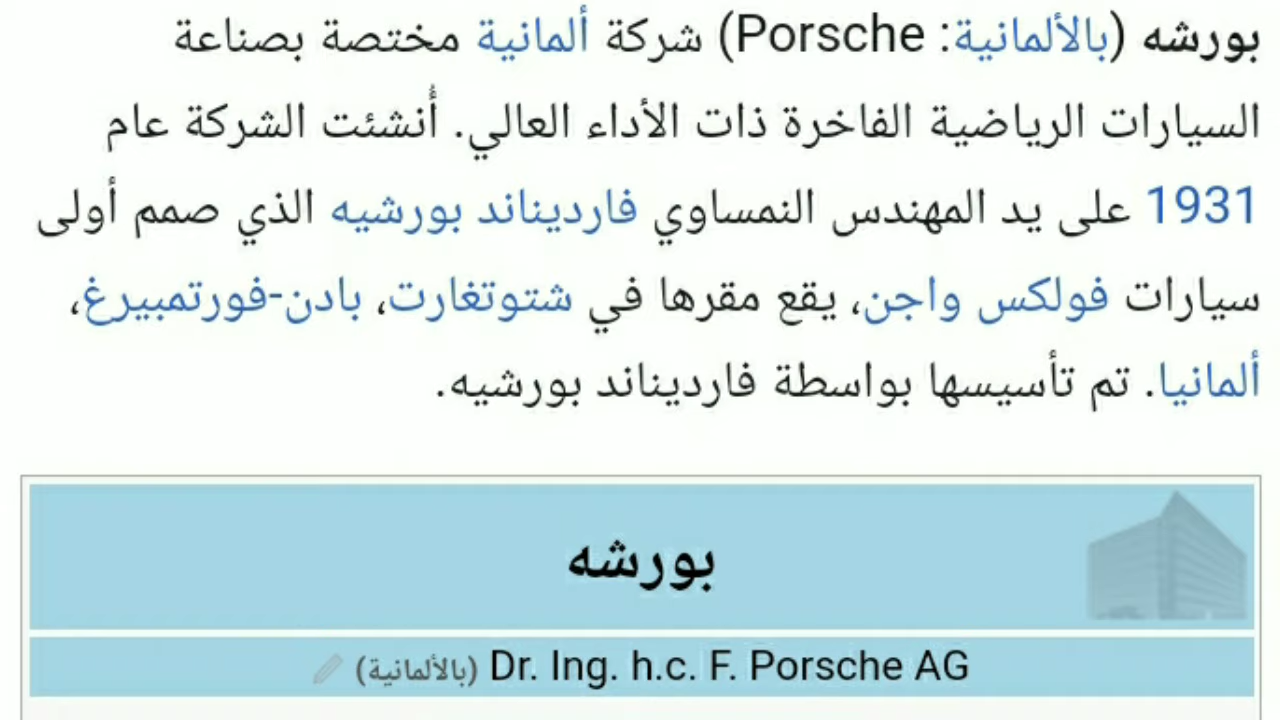 بورشه (بالألمانية: Porsche) شركة ألمانية مختصة بصناعة
السيارات الرياضية الفاخرة ذات الأداء العالي. أُنشئت الشركة عام
1931 على يد المهندس النمساوي فارديناند بورشيه الذي صمم أولى
سيارات فولكس واجن، يقع مقرها في شتوتغارت، بادن-فورتمبيرغ،
ألمانيا. تم تأسيسها بواسطة فارديناند بورشيه.
بورشه
Dr. Ing. h.c. F. Porsche AG (بالألمانية)